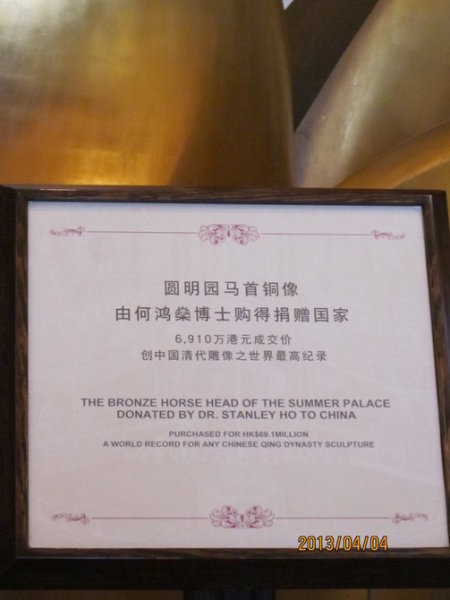 圆明园马首铜像
由何鸿燊博士购得捐赠国家
6,910万港元成交价
创中国清代雕像之世界最高纪录
THE BRONZE HORSE HEAD OF THE SUMMER PALACE
DONATED BY DR. STANLEY HO TO CHINA
PURCHASED FOR HK$69.1MILLION
A WORLD RECORD FOR ANY CHINESE QING DYNASTY SCULPTURE
2013/04/04